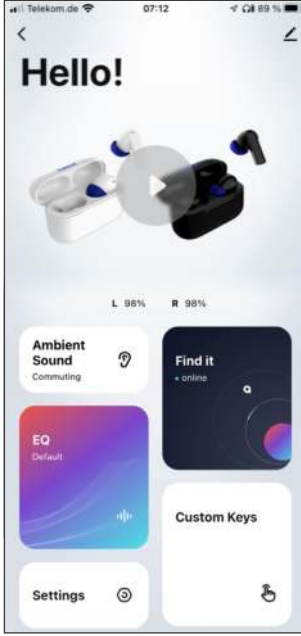 Telekom.de 07:12 89 %
Hello!
L 98% R 98%
Ambient
Sound
Commuting
Find it
• online
EQ
Default
Custom Keys
Settings